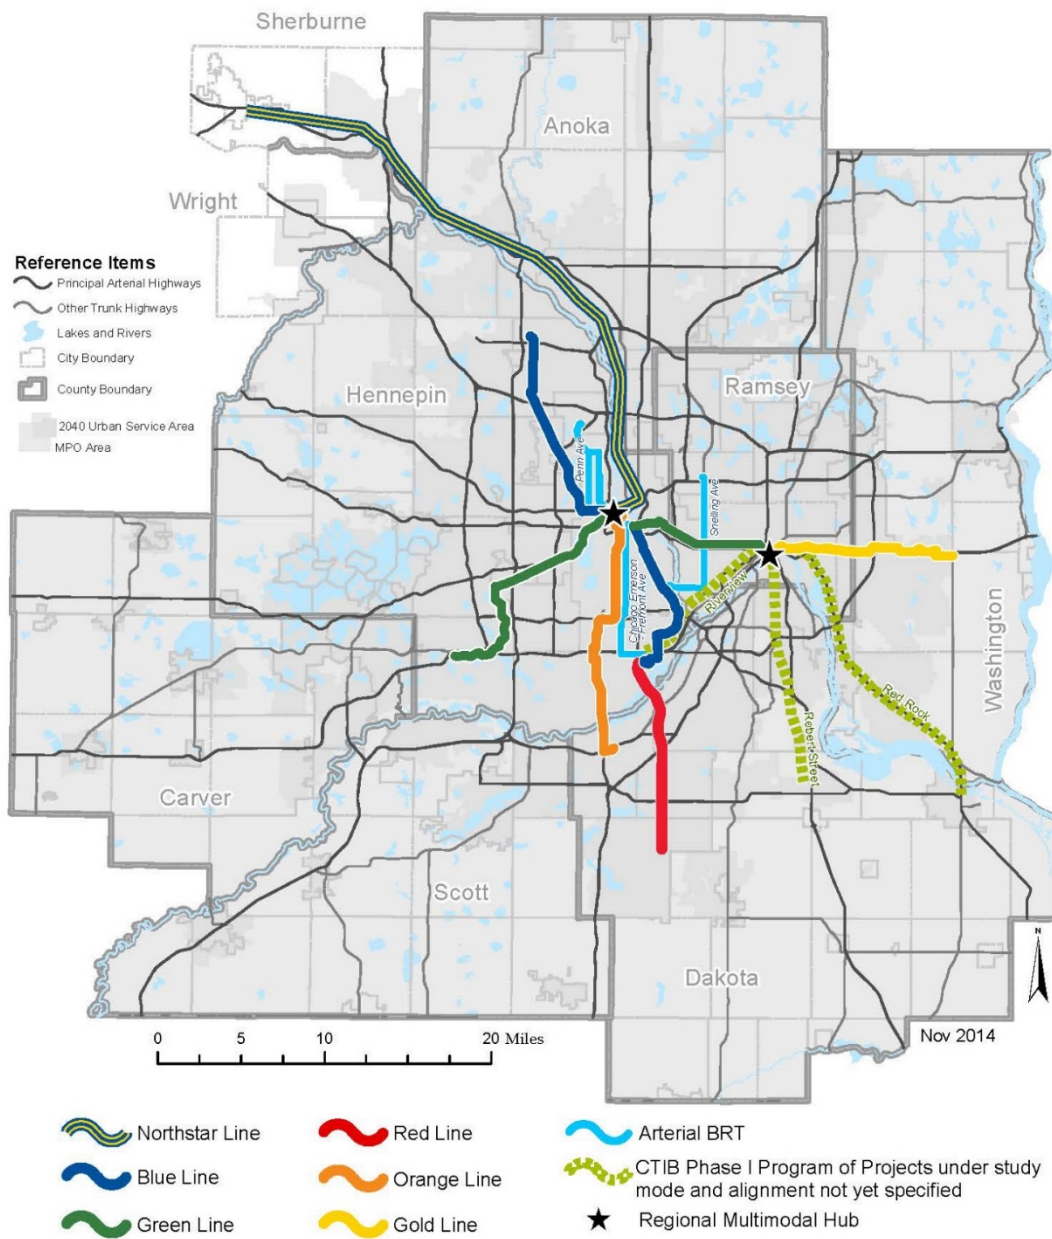 Sherburne
Anoka
Wright
Reference Items
Principal Arterial Highways
Other Trunk Highways
Lakes and Rivers
City Boundary
County Boundary
2040 Urban Service Area
MPO Area
Hennepin
Ramsey
Penn Ave
Snelling Ave
Chicago Emerson
- Fremont Ave
Riverview
Washington
Red Rock
Robert Street
Carver
Scott
Dakota
N
Nov 2014
0 5 10 20 Miles
Northstar Line
Blue Line
Green Line
Red Line
Orange Line
Gold Line
Arterial BRT
CTIB Phase I Program of Projects under study
mode and alignment not yet specified
Regional Multimodal Hub